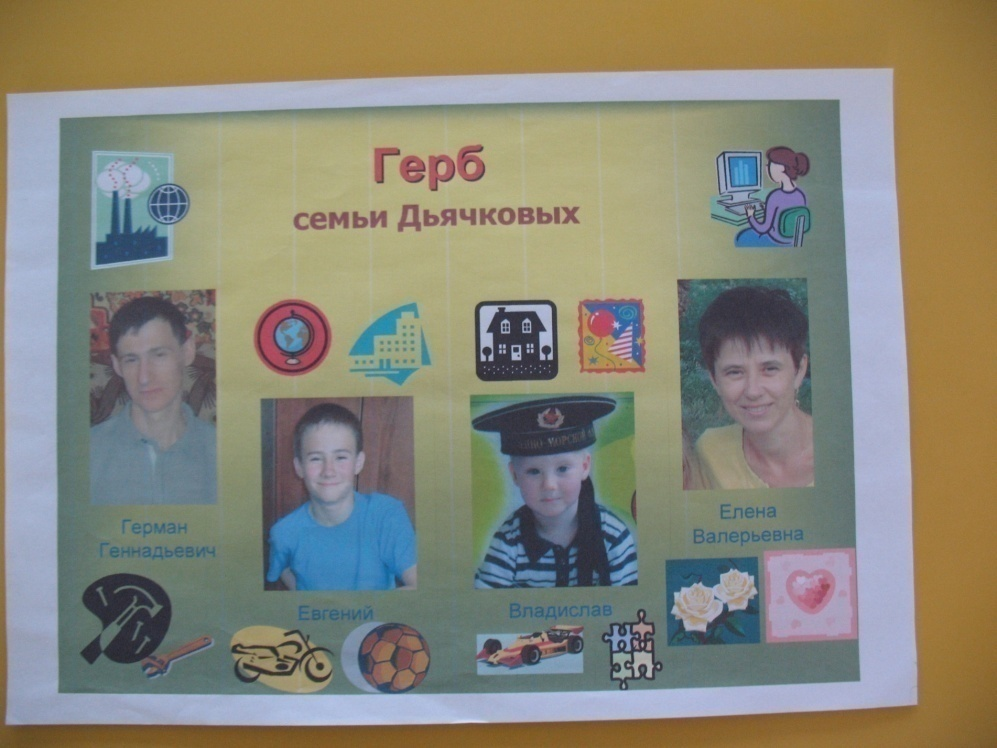 Герб
семьи Дьячковых
Герман
Геннадьевич
Евгений
Владислав
Елена
Валерьевна